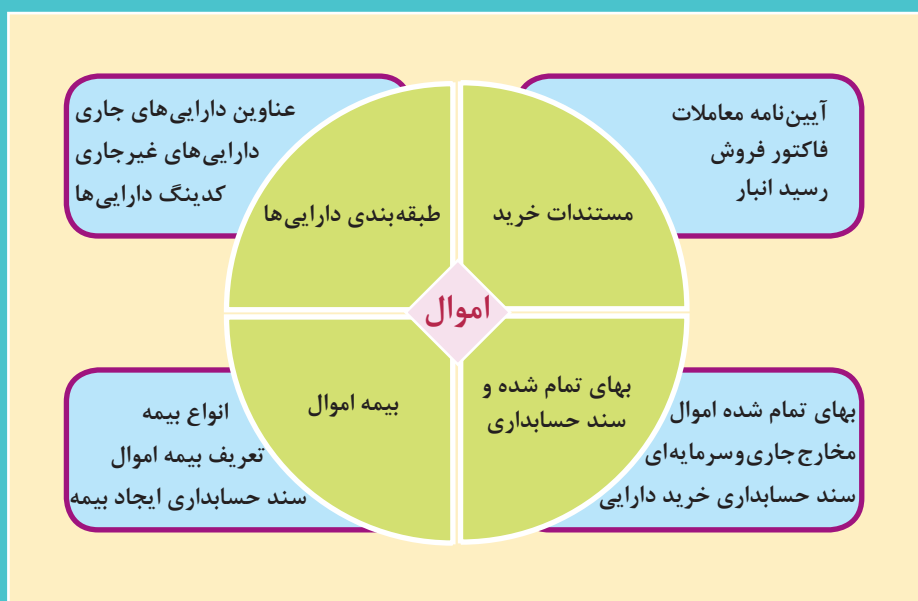 آیین‌نامه معاملات
فاکتور فروش
رسید انبار
مستندات خرید
عناوین دارایی‌های جاری
دارایی‌های غیرجاری
کدینگ دارایی‌ها
طبقه‌بندی دارایی‌ها
اموال
بهای تمام شده و
سند حسابداری
بهای تمام شده اموال
مخارج جاری و سرمایه‌ای
سند حسابداری خرید دارایی
بیمه اموال
انواع بیمه
تعریف بیمه اموال
سند حسابداری ایجاد بیمه